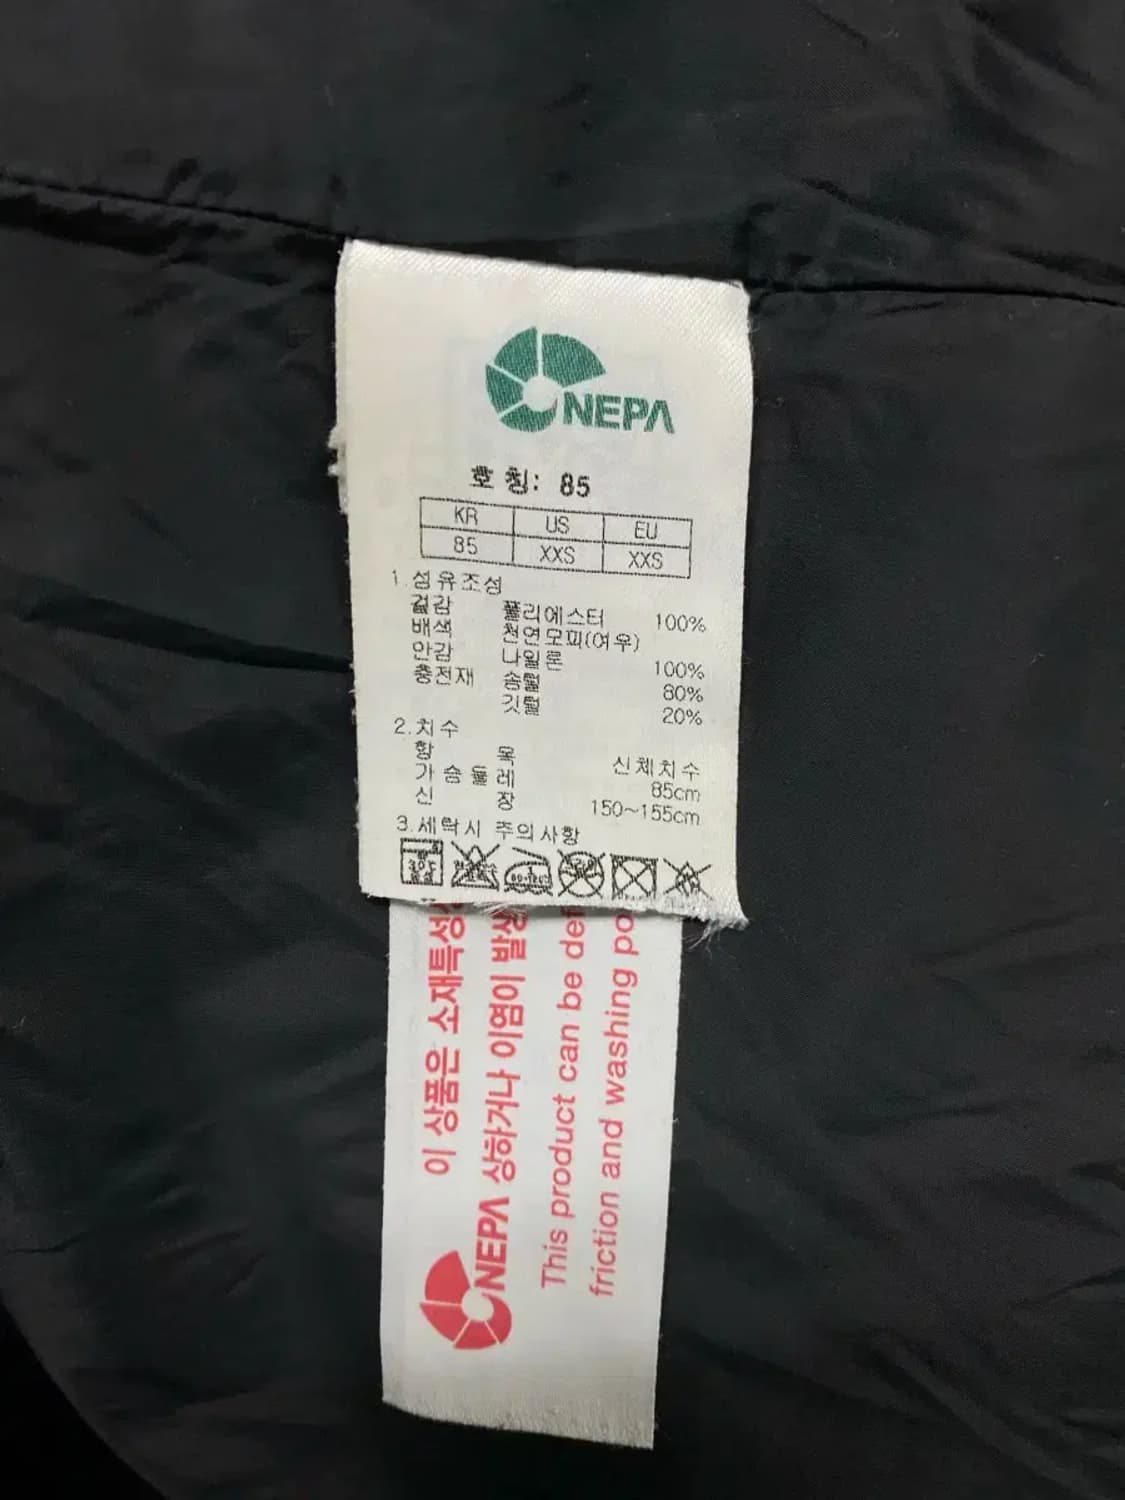 NEPA
호 칭: 85
KR US EU
85 XXS XXS
1.섬유조성
겉감 폴리에스터 100%
배색 천연모피(여우)
안감 나일론 100%
충전재 솜털 80%
깃털 20%
2.치수
항 목 신체치수
가슴둘레 85cm
신 장 150~155cm
3.세탁시 주의사항
이 상품은 소재특성
NEPA 상하거나 이염이 발생
This product can be def
friction and washing po